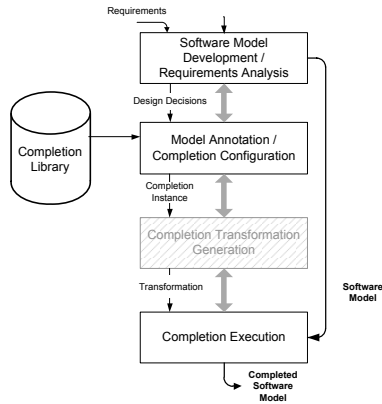 Requirements
Software Model
Development /
Requirements Analysis
Design Decisions
Completion
Library
Model Annotation /
Completion Configuration
Completion
Instance
Completion Transformation
Generation
Transformation
Software
Model
Completion Execution
Completed
Software
Model